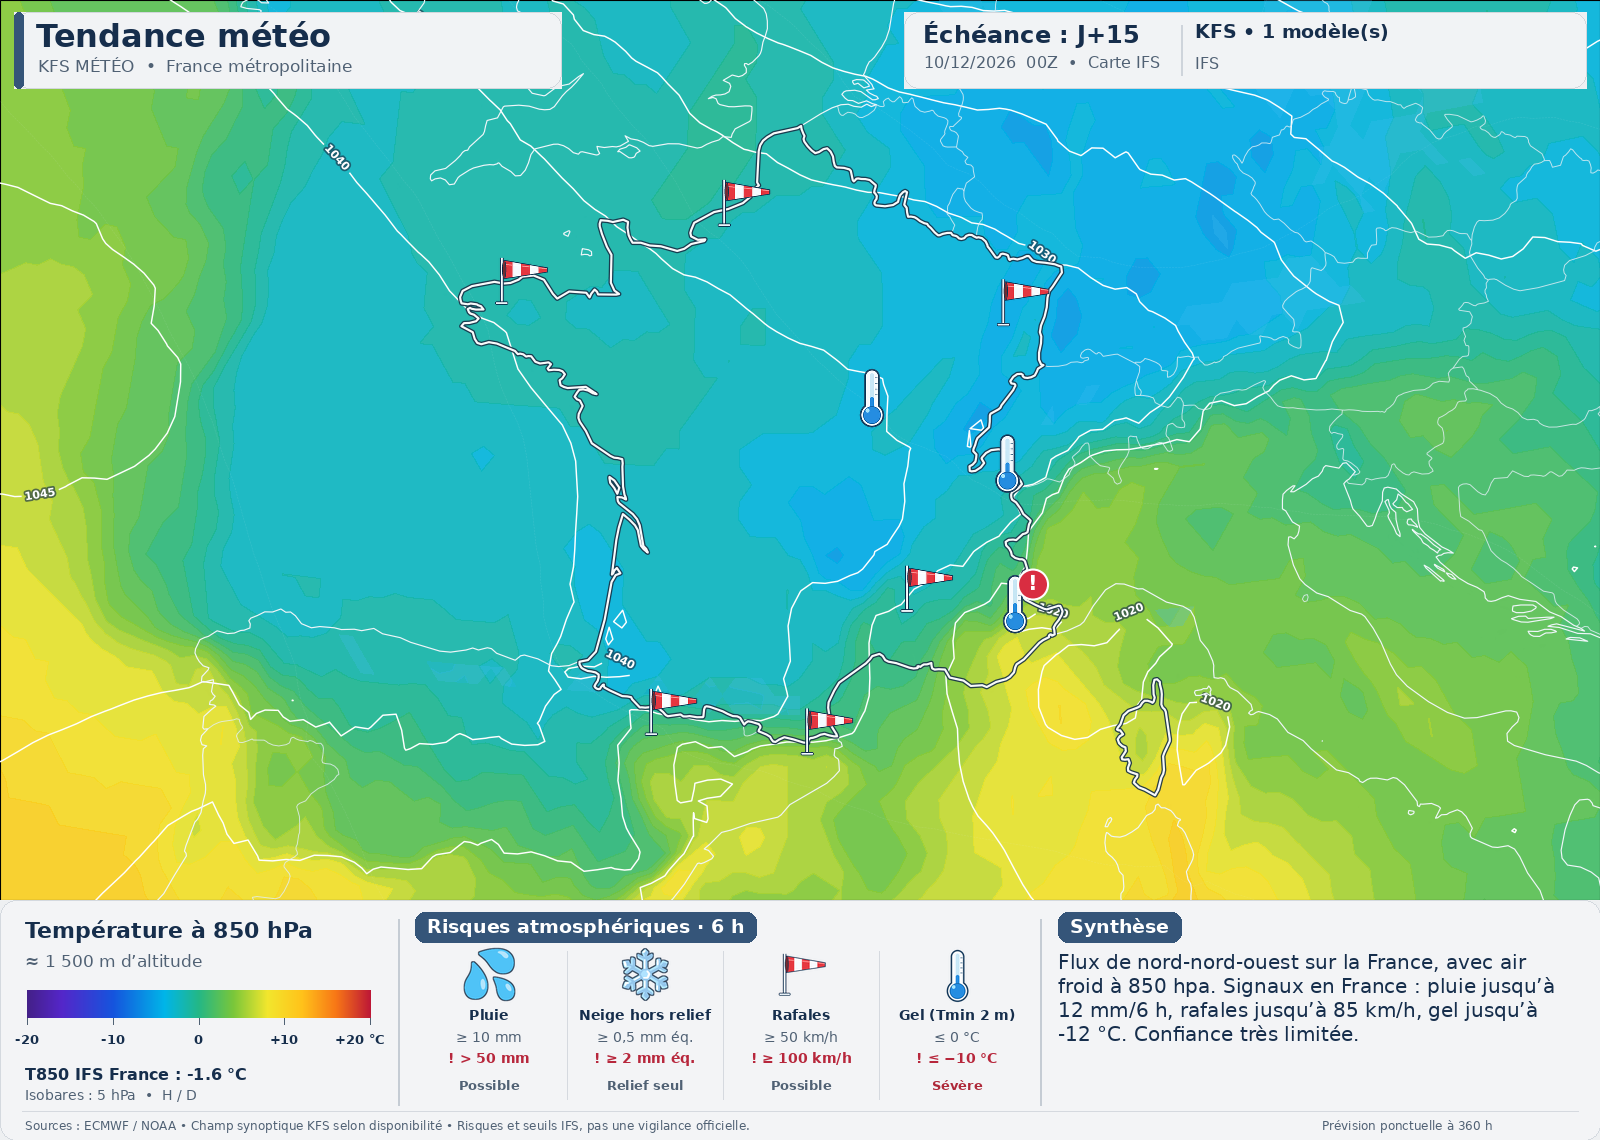 Tendance météo
KFS MÉTÉO • France métropolitaine
Échéance : J+15
10/12/2026 00Z • Carte IFS
KFS • 1 modèle(s)
IFS
1040
1030
1045
1020
1040
1020
Température à 850 hPa
≈ 1 500 m d’altitude
-20 -10 0 +10 +20 °C
T850 IFS France : -1.6 °C
Isobares : 5 hPa • H / D
Risques atmosphériques · 6 h
Pluie
≥ 10 mm
! > 50 mm
Possible
Neige hors relief
≥ 0,5 mm éq.
! ≥ 2 mm éq.
Relief seul
Rafales
≥ 50 km/h
! ≥ 100 km/h
Possible
Gel (Tmin 2 m)
≤ 0 °C
! ≤ −10 °C
Sévère
Synthèse
Flux de nord-nord-ouest sur la France, avec air
froid à 850 hpa. Signaux en France : pluie jusqu’à
12 mm/6 h, rafales jusqu’à 85 km/h, gel jusqu’à
-12 °C. Confiance très limitée.
Sources : ECMWF / NOAA • Champ synoptique KFS selon disponibilité • Risques et seuils IFS, pas une vigilance officielle.
Prévision ponctuelle à 360 h